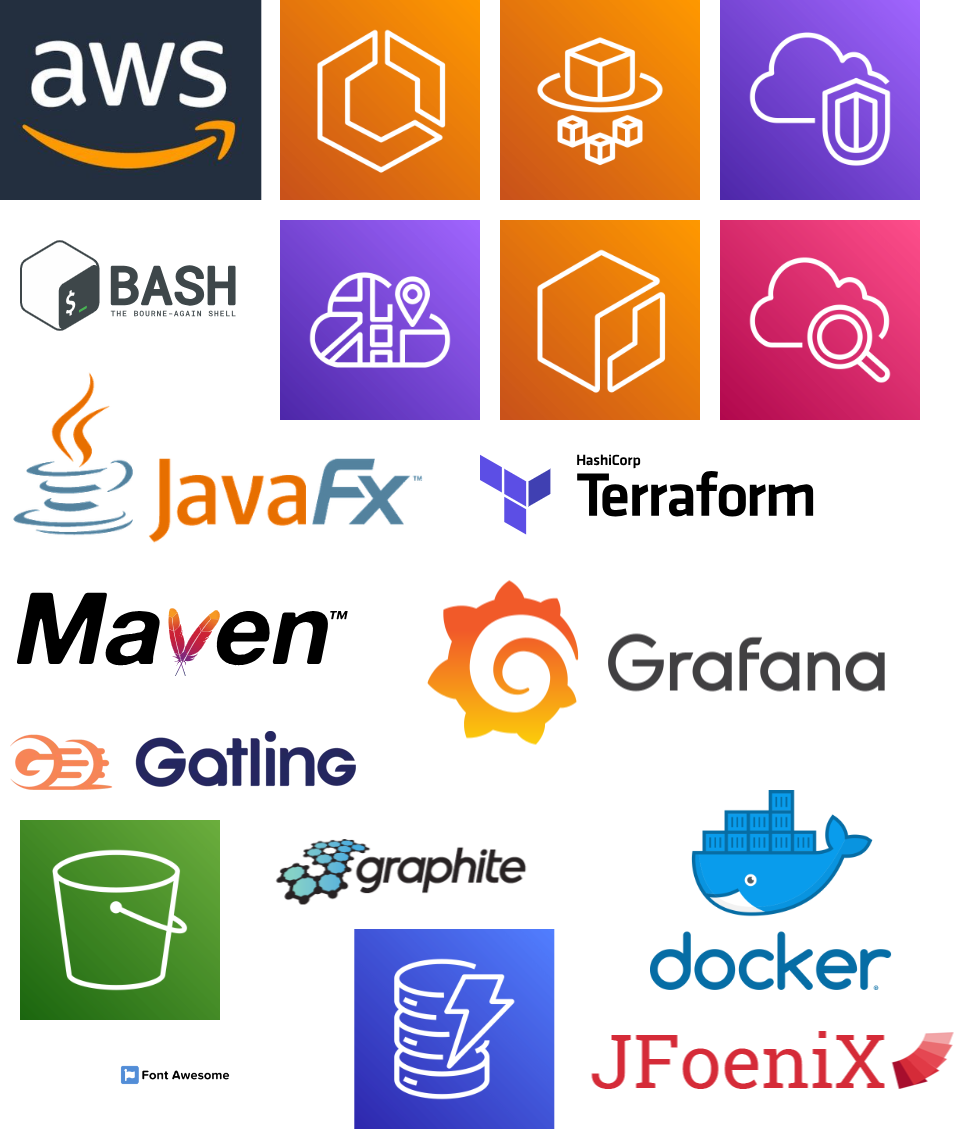 aws
BASH
THE BOURNE-AGAIN SHELL
$_
JavaFx™
HashiCorp
Terraform
Maven™
Grafana
Gatling
graphite
docker
®
JFoeniX
Font Awesome